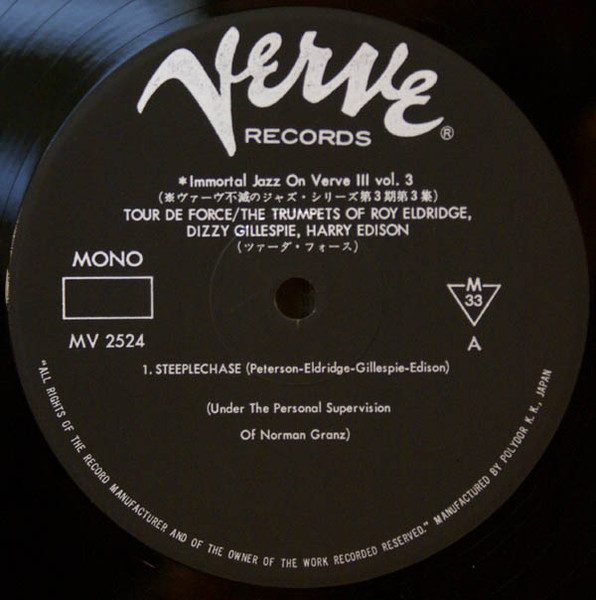 Verve
RECORDS ®
*Immortal Jazz On Verve III vol. 3
(※ヴァーヴ不滅のジャズ・シリーズ第3期第3集)
TOUR DE FORCE/THE TRUMPETS OF ROY ELDRIDGE,
DIZZY GILLESPIE, HARRY EDISON
(ツァーダ・フォース)
MONO
MV 2524
M
33
A
1. STEEPLECHASE (Peterson-Eldridge-Gillespie-Edison)
(Under The Personal Supervision
Of Norman Granz)
"ALL RIGHTS OF THE RECORD MANUFACTURER AND OF THE OWNER OF THE WORK RECORDED RESERVED." MANUFACTURED BY POLYDOR K.K. JAPAN